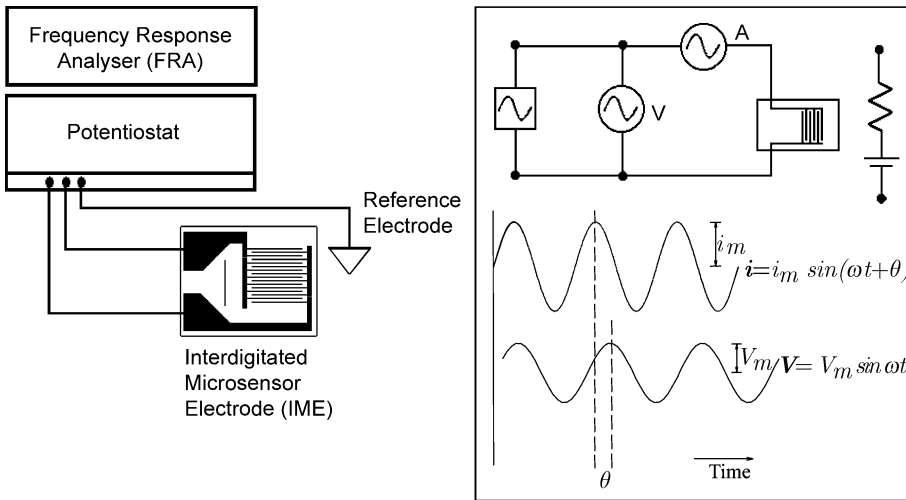 Frequency Response
Analyser (FRA)
Potentiostat
Reference
Electrode
Interdigitated
Microsensor
Electrode (IME)
A
V
i_m
i=i_m sin(ωt+θ)
V_m
V= V_m sin ωt
Time
θ